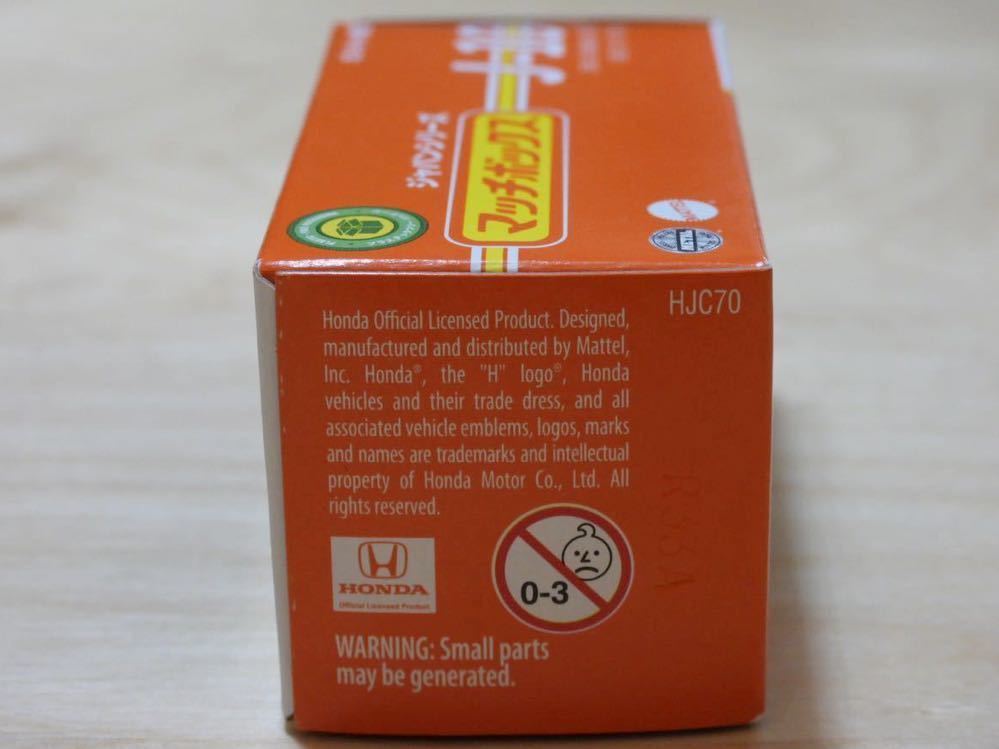 ジャパンシリーズ
マッチボックス
HJC70
Honda Official Licensed Product. Designed,
manufactured and distributed by Mattel,
Inc. Honda®, the "H" logo®, Honda
vehicles and their trade dress, and all
associated vehicle emblems, logos, marks
and names are trademarks and intellectual
property of Honda Motor Co., Ltd. All
rights reserved.
HONDA
Official Licensed Product
0-3
WARNING: Small parts
may be generated.
R33A